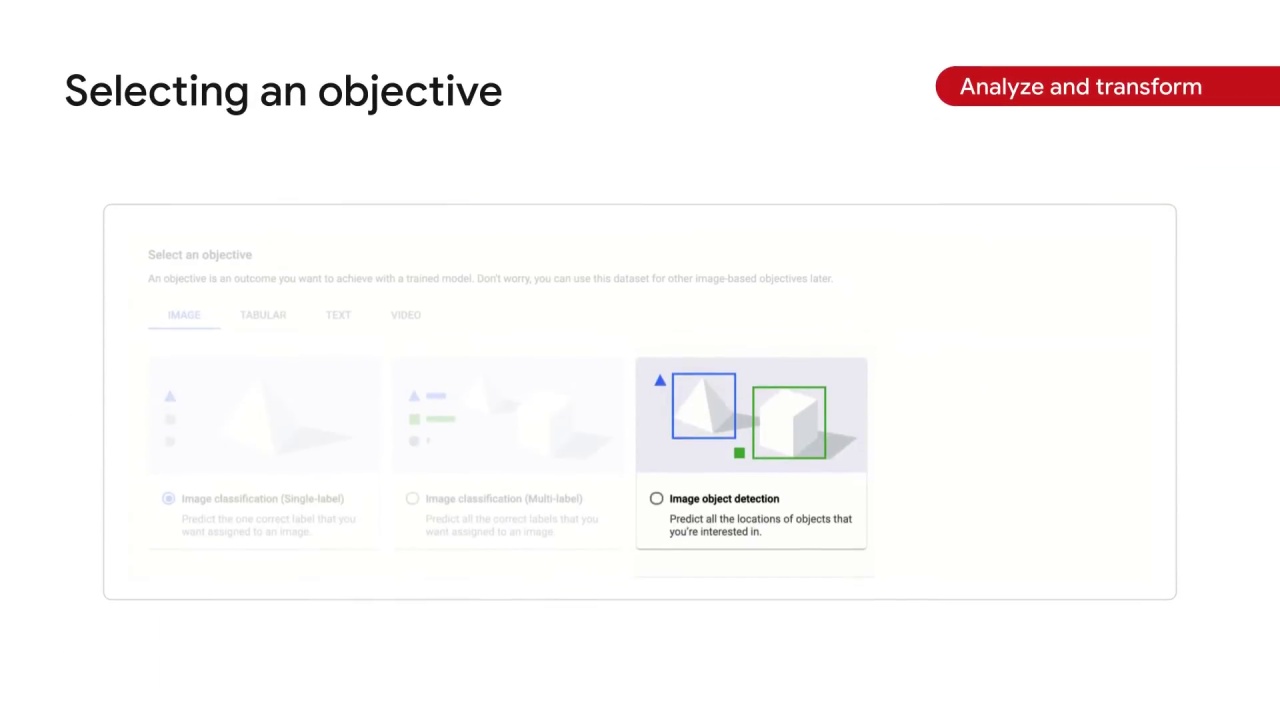 Selecting an objective
Analyze and transform
Select an objective
An objective is an outcome you want to achieve with a trained model. Don't worry, you can use this dataset for other image-based objectives later.
IMAGE TABULAR TEXT VIDEO
Image classification (Single-label)
Predict the one correct label that you
want assigned to an image.
Image classification (Multi-label)
Predict all the correct labels that you
want assigned to an image.
Image object detection
Predict all the locations of objects that
you're interested in.